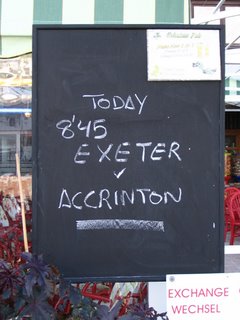 TODAY
8'45
EXETER
v
ACCRINTON
EXCHANGE
WECHSEL